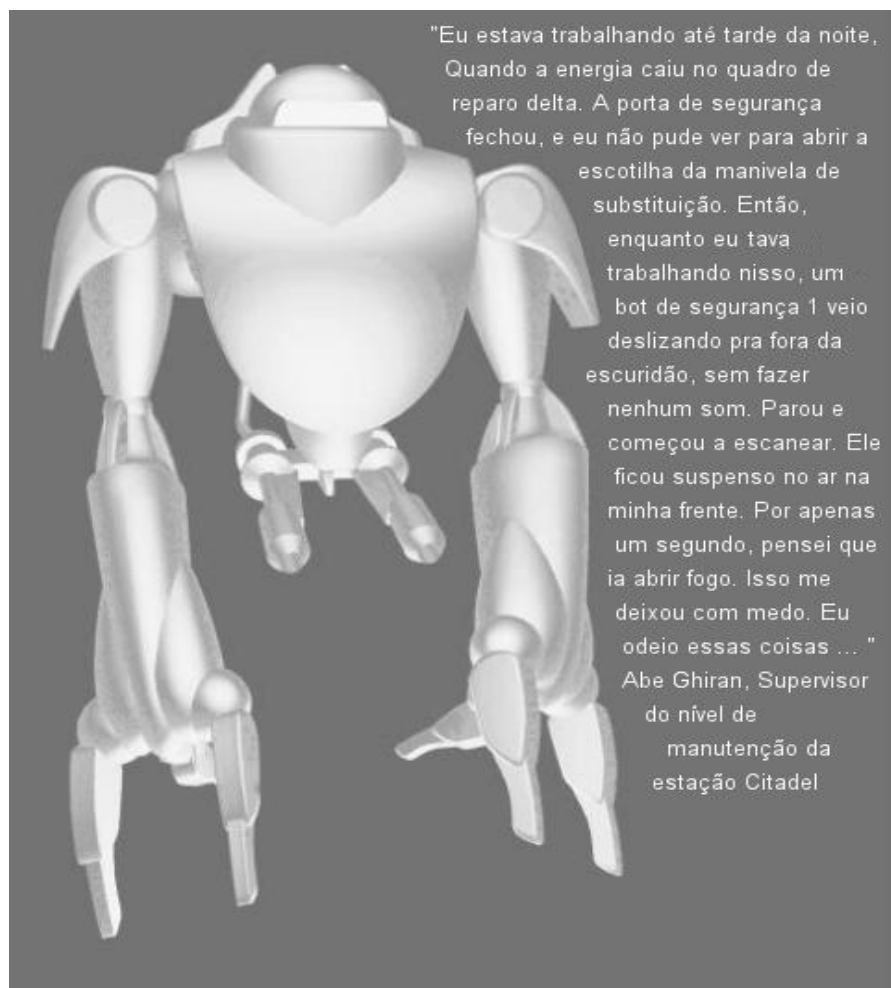 "Eu estava trabalhando até tarde da noite,
Quando a energia caiu no quadro de
reparo delta. A porta de segurança
fechou, e eu não pude ver para abrir a
escotilha da manivela de
substituição. Então,
enquanto eu tava
trabalhando nisso, um
bot de segurança 1 veio
deslizando pra fora da
escuridão, sem fazer
nenhum som. Parou e
começou a escanear. Ele
ficou suspenso no ar na
minha frente. Por apenas
um segundo, pensei que
ia abrir fogo. Isso me
deixou com medo. Eu
odeio essas coisas ... "
Abe Ghiran, Supervisor
do nível de
manutenção da
estação Citadel